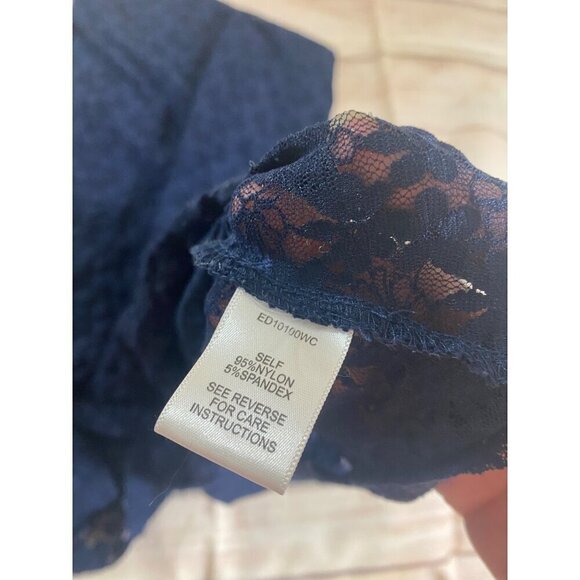 ED10100WC
SELF
95%NYLON
5%SPANDEX
SEE REVERSE
FOR CARE
INSTRUCTIONS